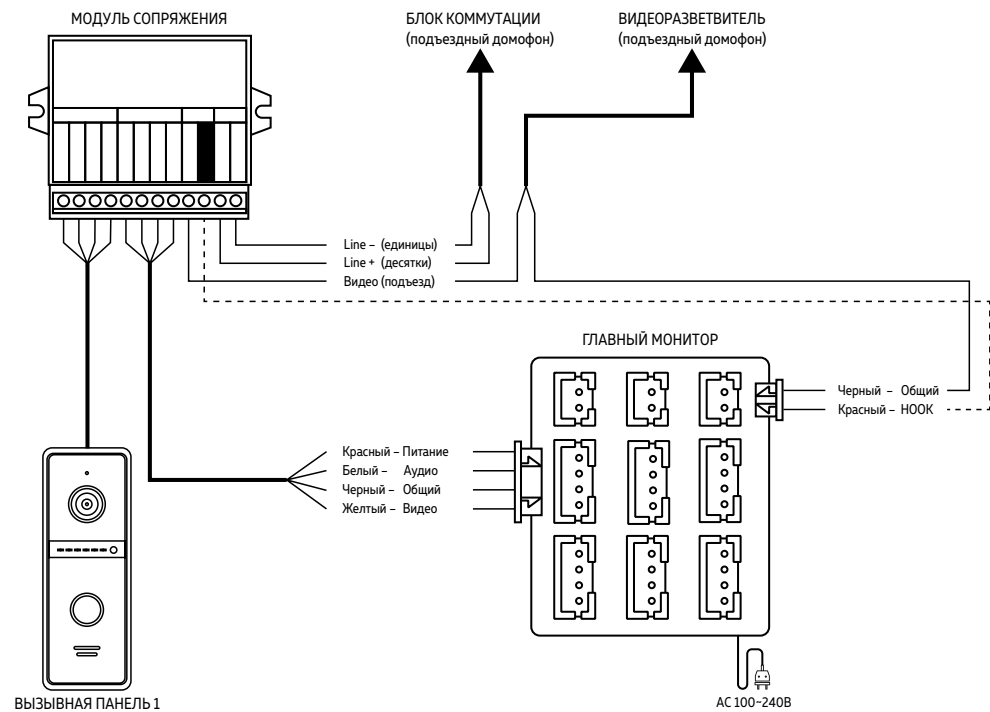 МОДУЛЬ СОПРЯЖЕНИЯ
БЛОК КОММУТАЦИИ
(подъездный домофон)
ВИДЕОРАЗВЕТВИТЕЛЬ
(подъездный домофон)
Line – (единицы)
Line + (десятки)
Видео (подъезд)
ГЛАВНЫЙ МОНИТОР
Черный – Общий
Красный – HOOK
Красный – Питание
Белый – Аудио
Черный – Общий
Желтый – Видео
ВЫЗЫВНАЯ ПАНЕЛЬ 1
AC 100~240В